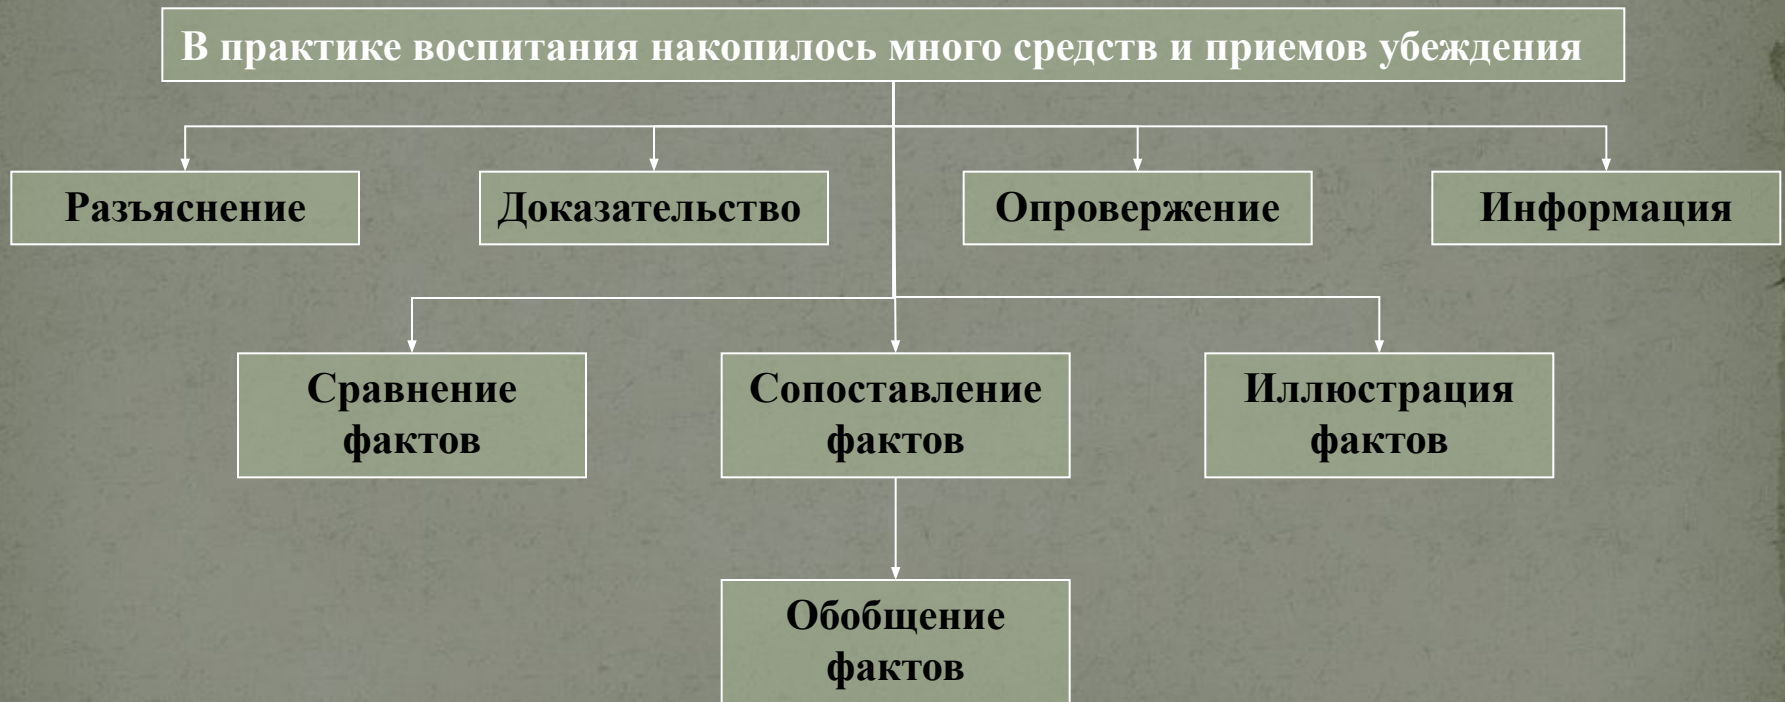 В практике воспитания накопилось много средств и приемов убеждения
Разъяснение
Доказательство
Опровержение
Информация
Сравнение
фактов
Сопоставление
фактов
Иллюстрация
фактов
Обобщение
фактов